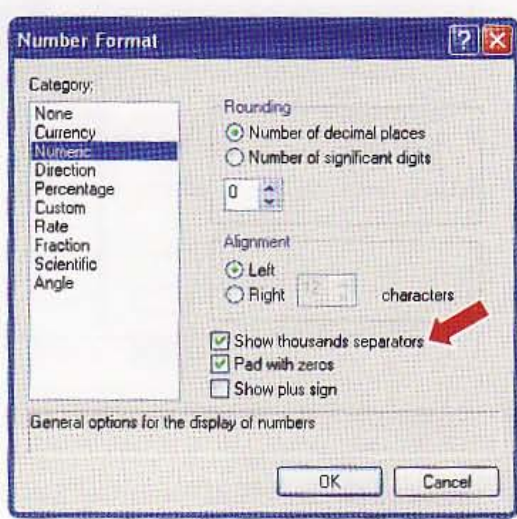 Number Format
Category:
None
Currency
Numeric
Direction
Percentage
Custom
Rate
Fraction
Scientific
Angle
Rounding
Number of decimal places
Number of significant digits
0
Alignment
Left
Right
characters
Show thousands separators
Pad with zeros
Show plus sign
General options for the display of numbers
OK
Cancel